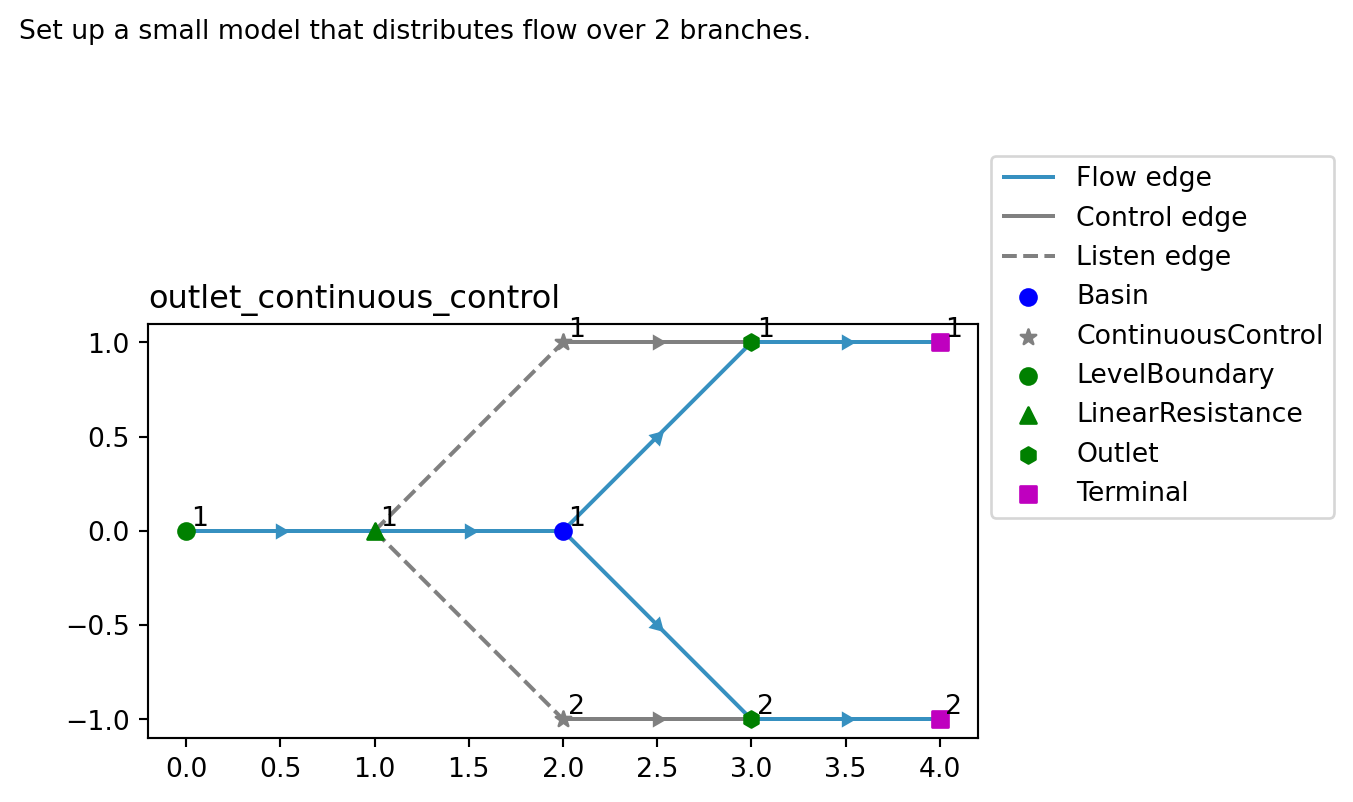 Set up a small model that distributes flow over 2 branches.
Flow edge
Control edge
Listen edge
Basin
ContinuousControl
LevelBoundary
LinearResistance
Outlet
Terminal
outlet_continuous_control
1.0
0.5
0.0
−0.5
−1.0
1 1 1
1 1 1
2 2 2
0.0 0.5 1.0 1.5 2.0 2.5 3.0 3.5 4.0